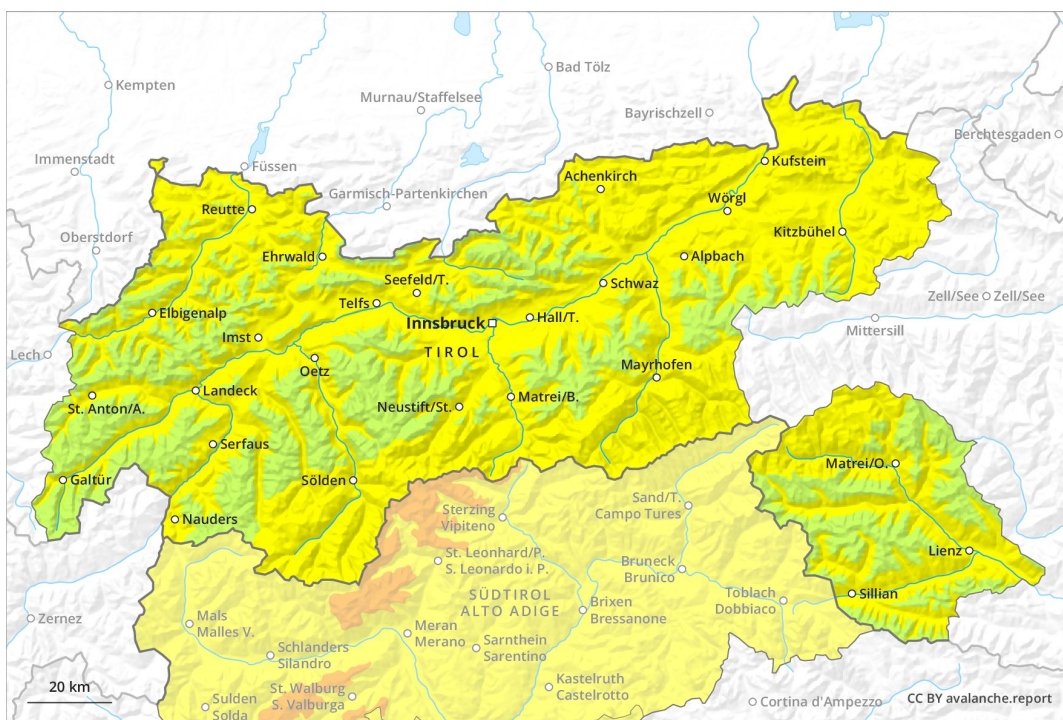 Kempten
Bad Tölz
Murnau/Staffelsee
Bayrischzell
Berchtesgaden
Immenstadt
Füssen
Kufstein
Achenkirch
Garmisch-Partenkirchen
Wörgl
Reutte
Oberstdorf
Kitzbühel
Ehrwald
Alpbach
Seefeld/T.
Schwaz
Zell/See
Zell/See
Telfs
Elbigenalp
Hall/T.
Innsbruck
Mittersill
Imst
Lech
TIROL
Oetz
Mayrhofen
Landeck
Matrei/B.
St. Anton/A.
Neustift/St.
Serfaus
Matrei/O.
Galtür
Sölden
Sand/T.
Campo Tures
Sterzing
Vipiteno
Nauders
Lienz
St. Leonhard/P.
S. Leonardo i. P.
Bruneck
Brunico
Sillian
SÜDTIROL
ALTO ADIGE
Toblach
Dobbiaco
Brixen
Bressanone
Zernez
Mals
Malles V.
Meran
Merano
Sarnthein
Sarentino
Schlanders
Silandro
20 km
St. Walburg
S. Valburga
Kastelruth
Castelrotto
Sulden
Solda
Cortina d'Ampezzo
CC BY avalanche.report